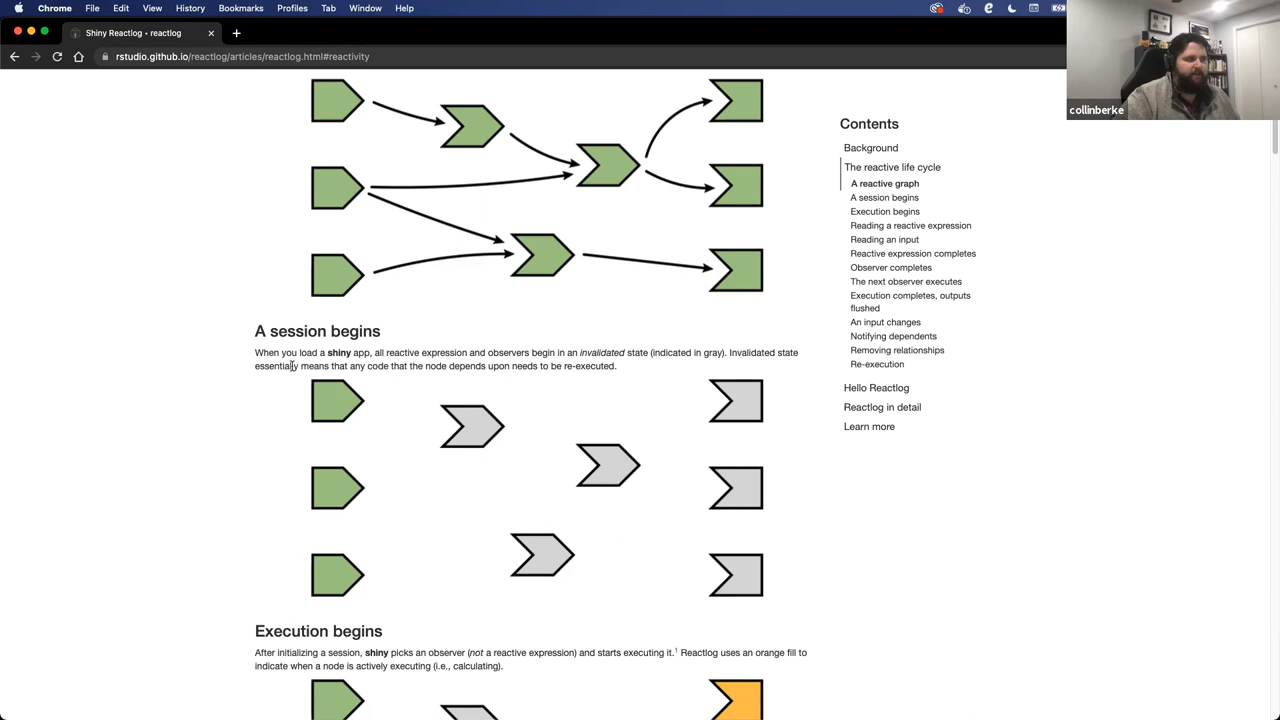 Chrome File Edit View History Bookmarks Profiles Tab Window Help
Shiny Reactlog • reactlog
rstudio.github.io/reactlog/articles/reactlog.html#reactivity
collinberke
Contents
Background
The reactive life cycle
A reactive graph
A session begins
Execution begins
Reading a reactive expression
Reading an input
Reactive expression completes
Observer completes
The next observer executes
Execution completes, outputs
flushed
An input changes
Notifying dependents
Removing relationships
Re-execution
Hello Reactlog
Reactlog in detail
Learn more
A session begins
When you load a shiny app, all reactive expression and observers begin in an invalidated state (indicated in gray). Invalidated state
essentially means that any code that the node depends upon needs to be re-executed.
Execution begins
After initializing a session, shiny picks an observer (not a reactive expression) and starts executing it.1 Reactlog uses an orange fill to
indicate when a node is actively executing (i.e., calculating).